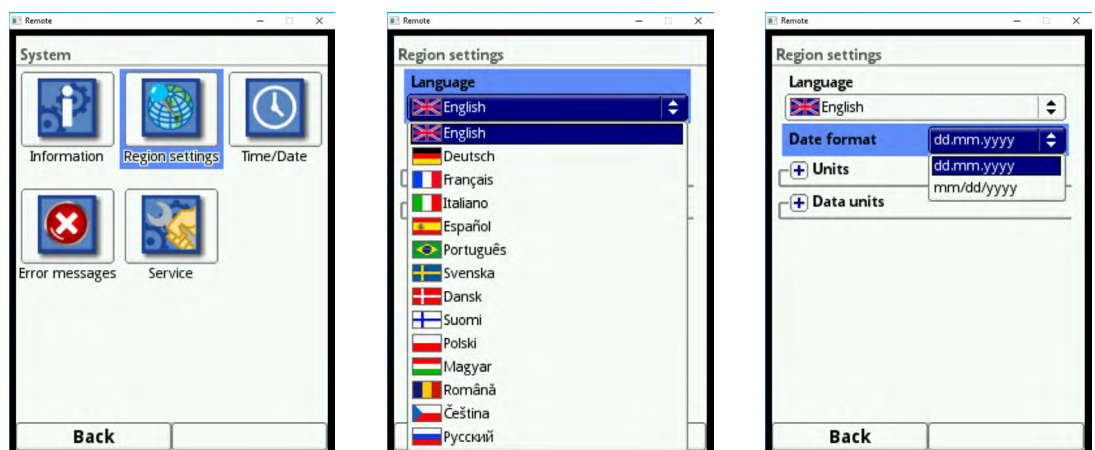 Remote
System
Information
Region settings
Time/Date
Error messages
Service
Back
Remote
Region settings
Language
English
English
Deutsch
Français
Italiano
Español
Português
Svenska
Dansk
Suomi
Polski
Magyar
Română
Čeština
Русский
Remote
Region settings
Language
English
Date format dd.mm.yyyy
dd.mm.yyyy
Units
mm/dd/yyyy
Data units
Back